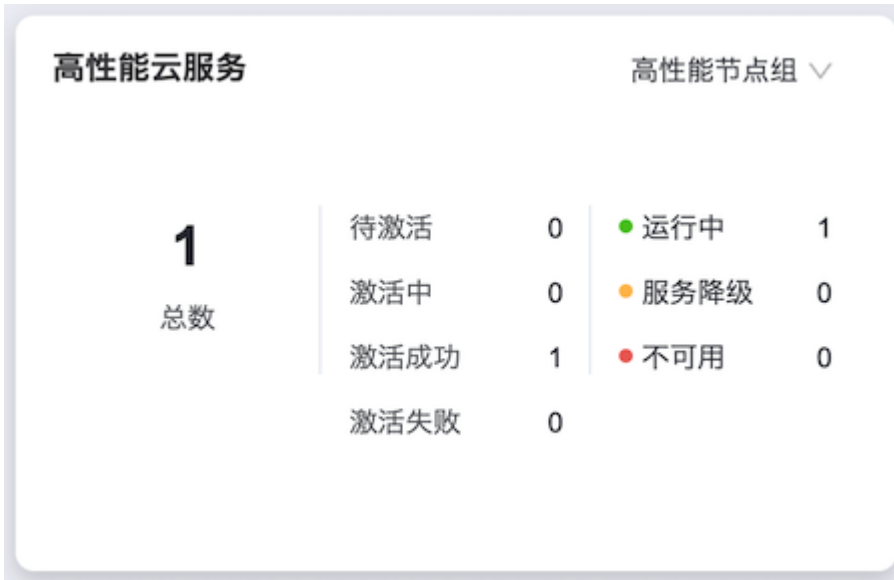 高性能云服务 高性能节点组
待激活 0 运行中 1
1
激活中 0 服务降级 0
总数
激活成功 1 不可用 0
激活失败 0